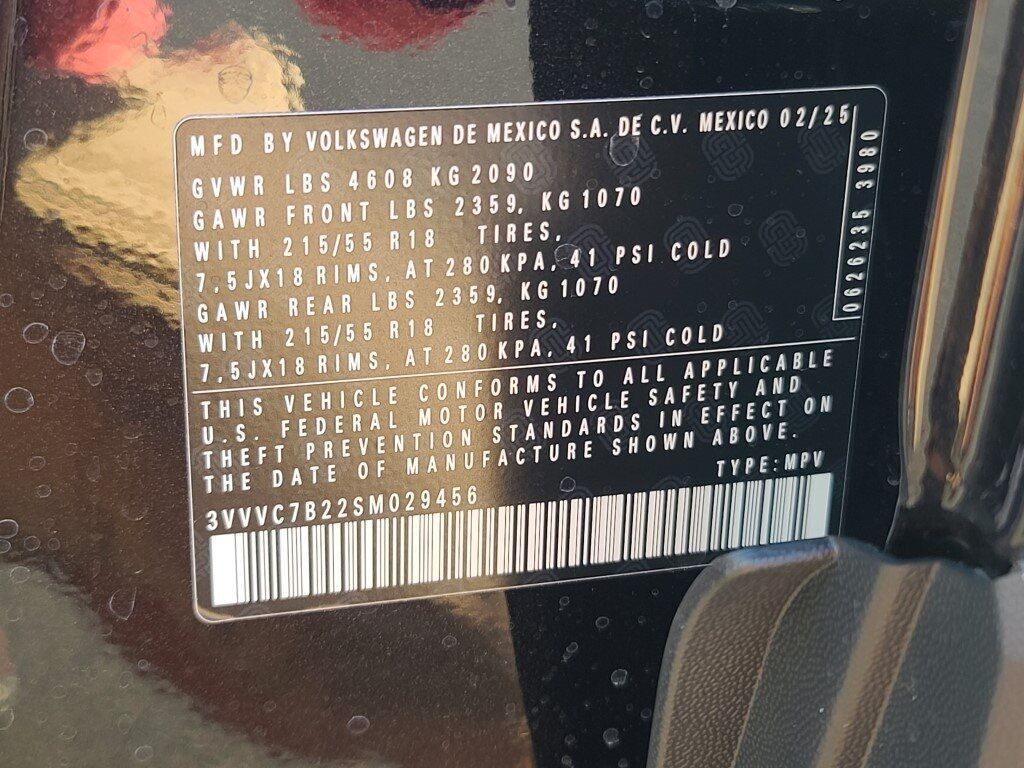 MFD BY VOLKSWAGEN DE MEXICO S.A. DE C.V. MEXICO 02/25
GVWR LBS 4608 KG 2090
GAWR FRONT LBS 2359, KG 1070
WITH 215/55 R18 TIRES,
7,5JX18 RIMS, AT 280 KPA, 41 PSI COLD
GAWR REAR LBS 2359, KG 1070
WITH 215/55 R18 TIRES,
7,5JX18 RIMS, AT 280 KPA, 41 PSI COLD
0626235 3980
THIS VEHICLE CONFORMS TO ALL APPLICABLE
U.S. FEDERAL MOTOR VEHICLE SAFETY AND
THEFT PREVENTION STANDARDS IN EFFECT ON
THE DATE OF MANUFACTURE SHOWN ABOVE.
TYPE:MPV
3VVVC7B22SM029456